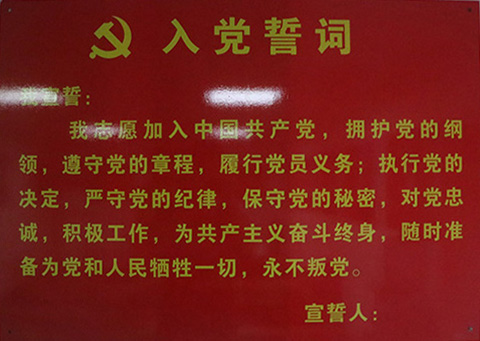 入党誓词
我宣誓：
我志愿加入中国共产党，拥护党的纲
领，遵守党的章程，履行党员义务；执行党的
决定，严守党的纪律，保守党的秘密，对党忠
诚，积极工作，为共产主义奋斗终身，随时准
备为党和人民牺牲一切，永不叛党。
宣誓人：